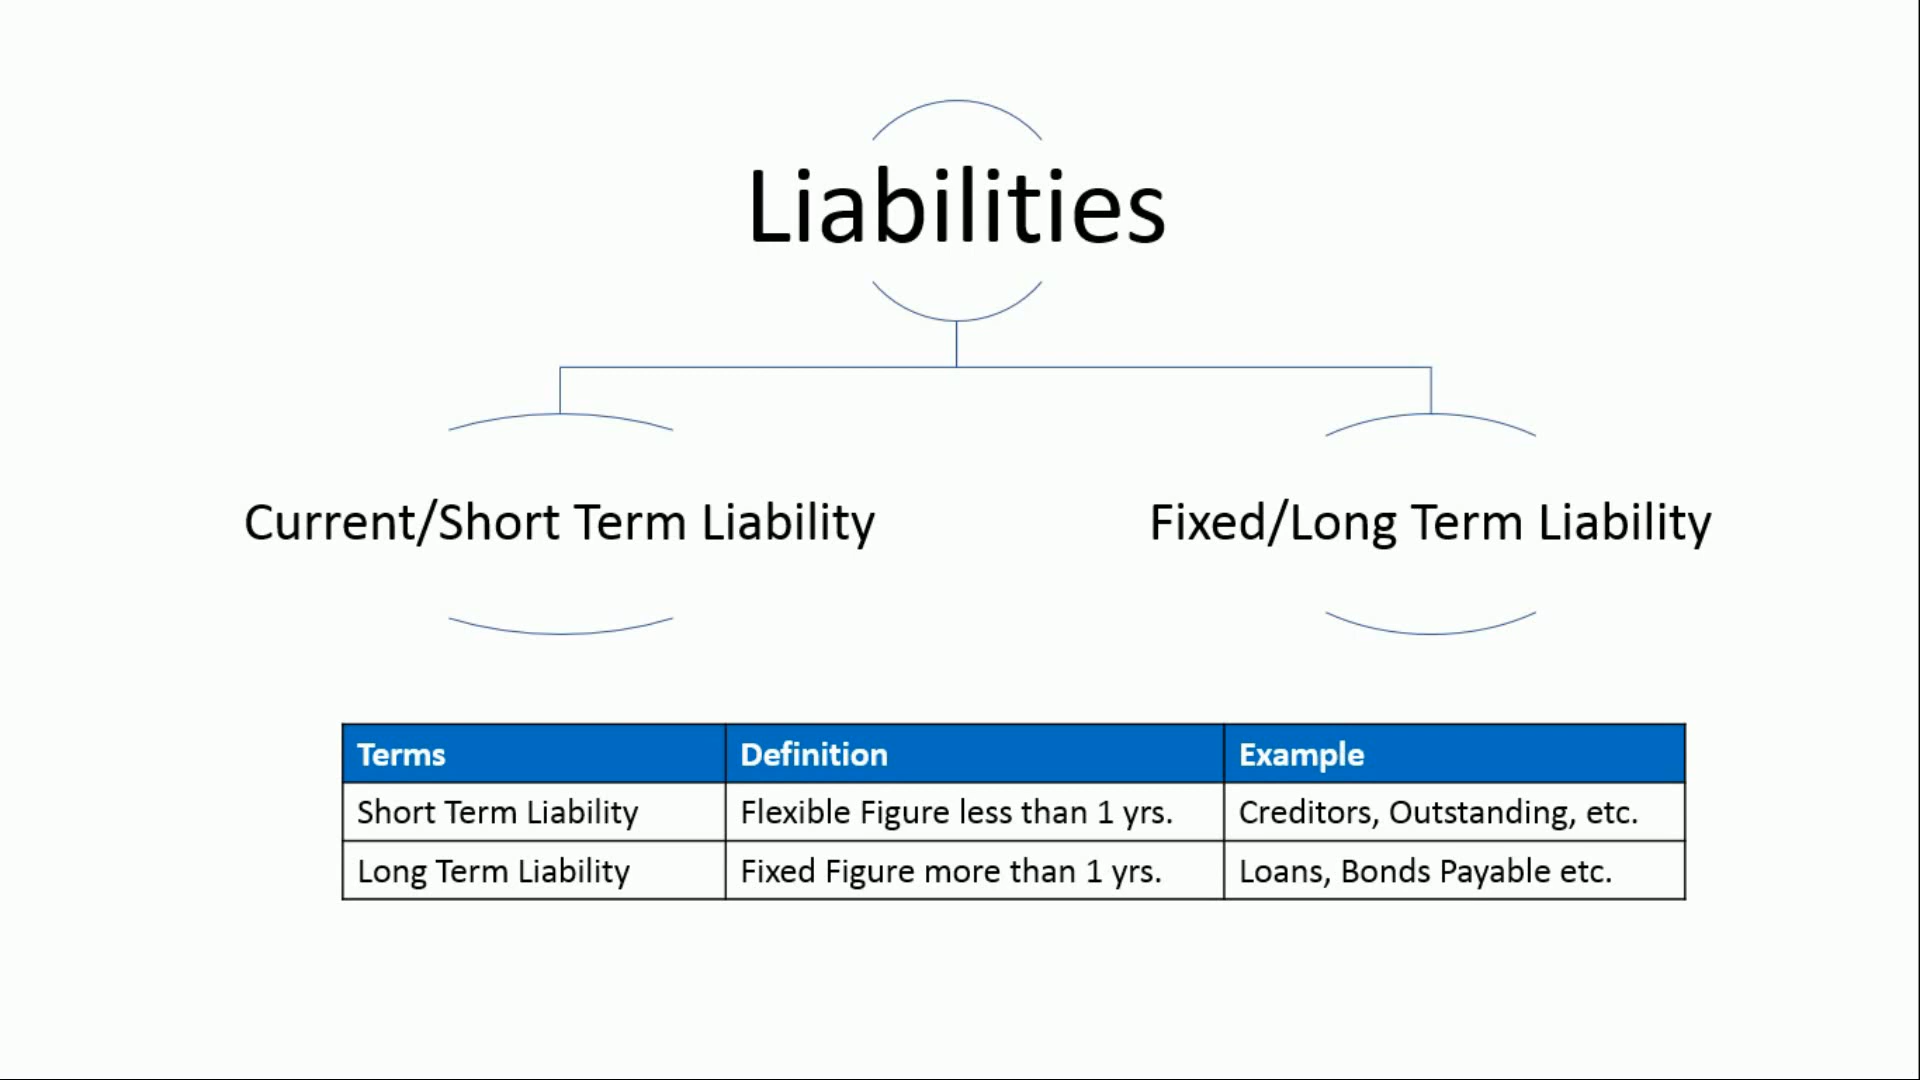 Liabilities
Current/Short Term Liability
Fixed/Long Term Liability
Terms Definition Example
Short Term Liability Flexible Figure less than 1 yrs. Creditors, Outstanding, etc.
Long Term Liability Fixed Figure more than 1 yrs. Loans, Bonds Payable etc.